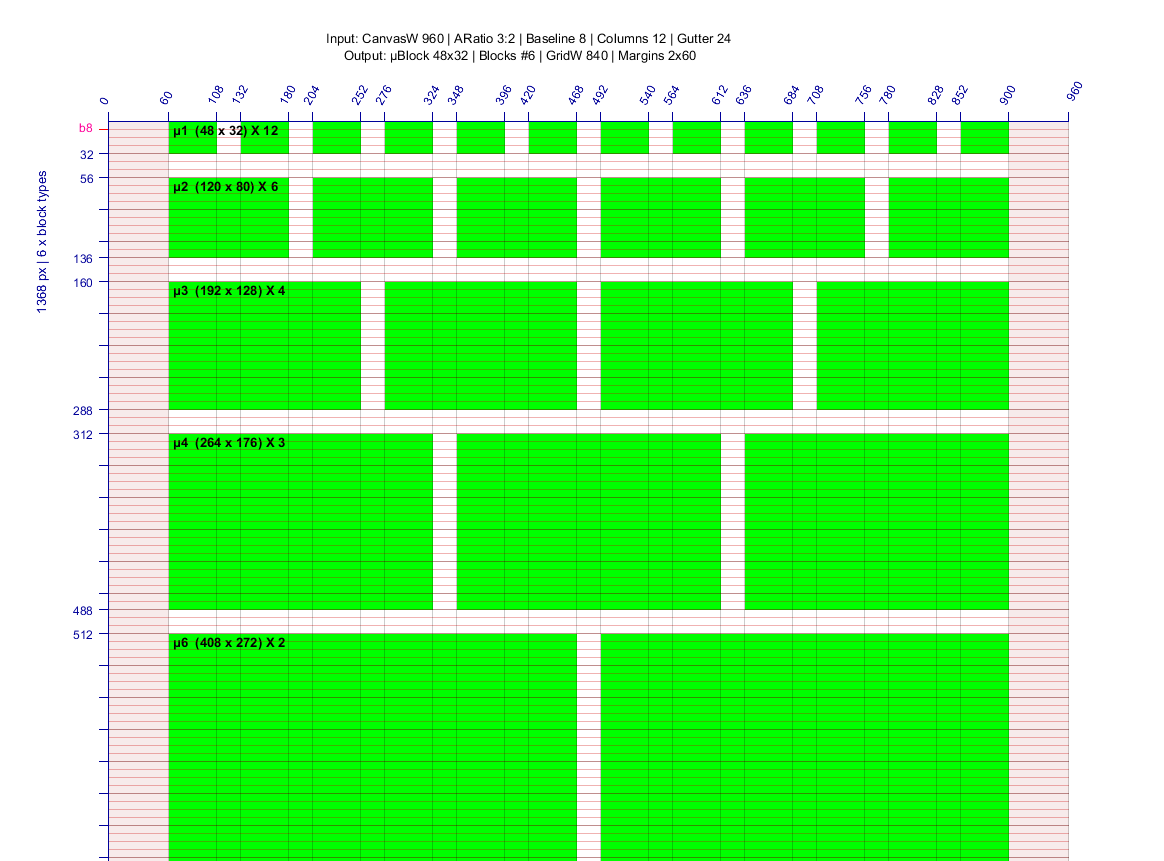 Input: CanvasW 960 | ARatio 3:2 | Baseline 8 | Columns 12 | Gutter 24
Output: µBlock 48x32 | Blocks #6 | GridW 840 | Margins 2x60
0 60 108 132 180 204 252 276 324 348 396 420 468 492 540 564 612 636 684 708 756 780 828 852 900 960
b8
µ1 (48 x 32) X 12
32
56
µ2 (120 x 80) X 6
1368 px | 6 x block types
136
160
µ3 (192 x 128) X 4
288
312
µ4 (264 x 176) X 3
488
512
µ6 (408 x 272) X 2